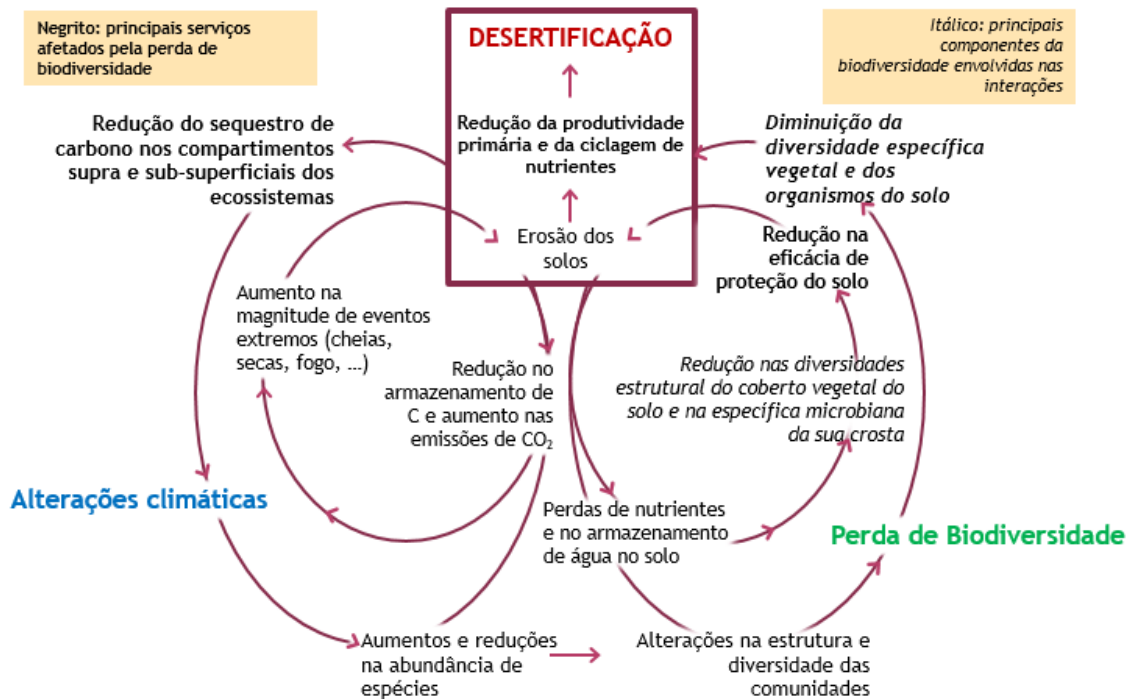 Negrito: principais serviços
afetados pela perda de
biodiversidade
DESERTIFICAÇÃO
Itálico: principais
componentes da
biodiversidade envolvidas nas
interações
Redução do sequestro de
carbono nos compartimentos
supra e sub-superficiais dos
ecossistemas
Redução da produtividade
primária e da ciclagem de
nutrientes
Diminuição da
diversidade específica
vegetal e dos
organismos do solo
Erosão dos
solos
Redução na
eficácia de
proteção do solo
Aumento na
magnitude de eventos
extremos (cheias,
secas, fogo, ...)
Redução no
armazenamento de
C e aumento nas
emissões de CO₂
Redução nas diversidades
estrutural do coberto vegetal do
solo e na específica microbiana
da sua crosta
Alterações climáticas
Perdas de nutrientes
e no armazenamento
de água no solo
Perda de Biodiversidade
Aumentos e reduções
na abundância de
espécies
Alterações na estrutura e
diversidade das
comunidades